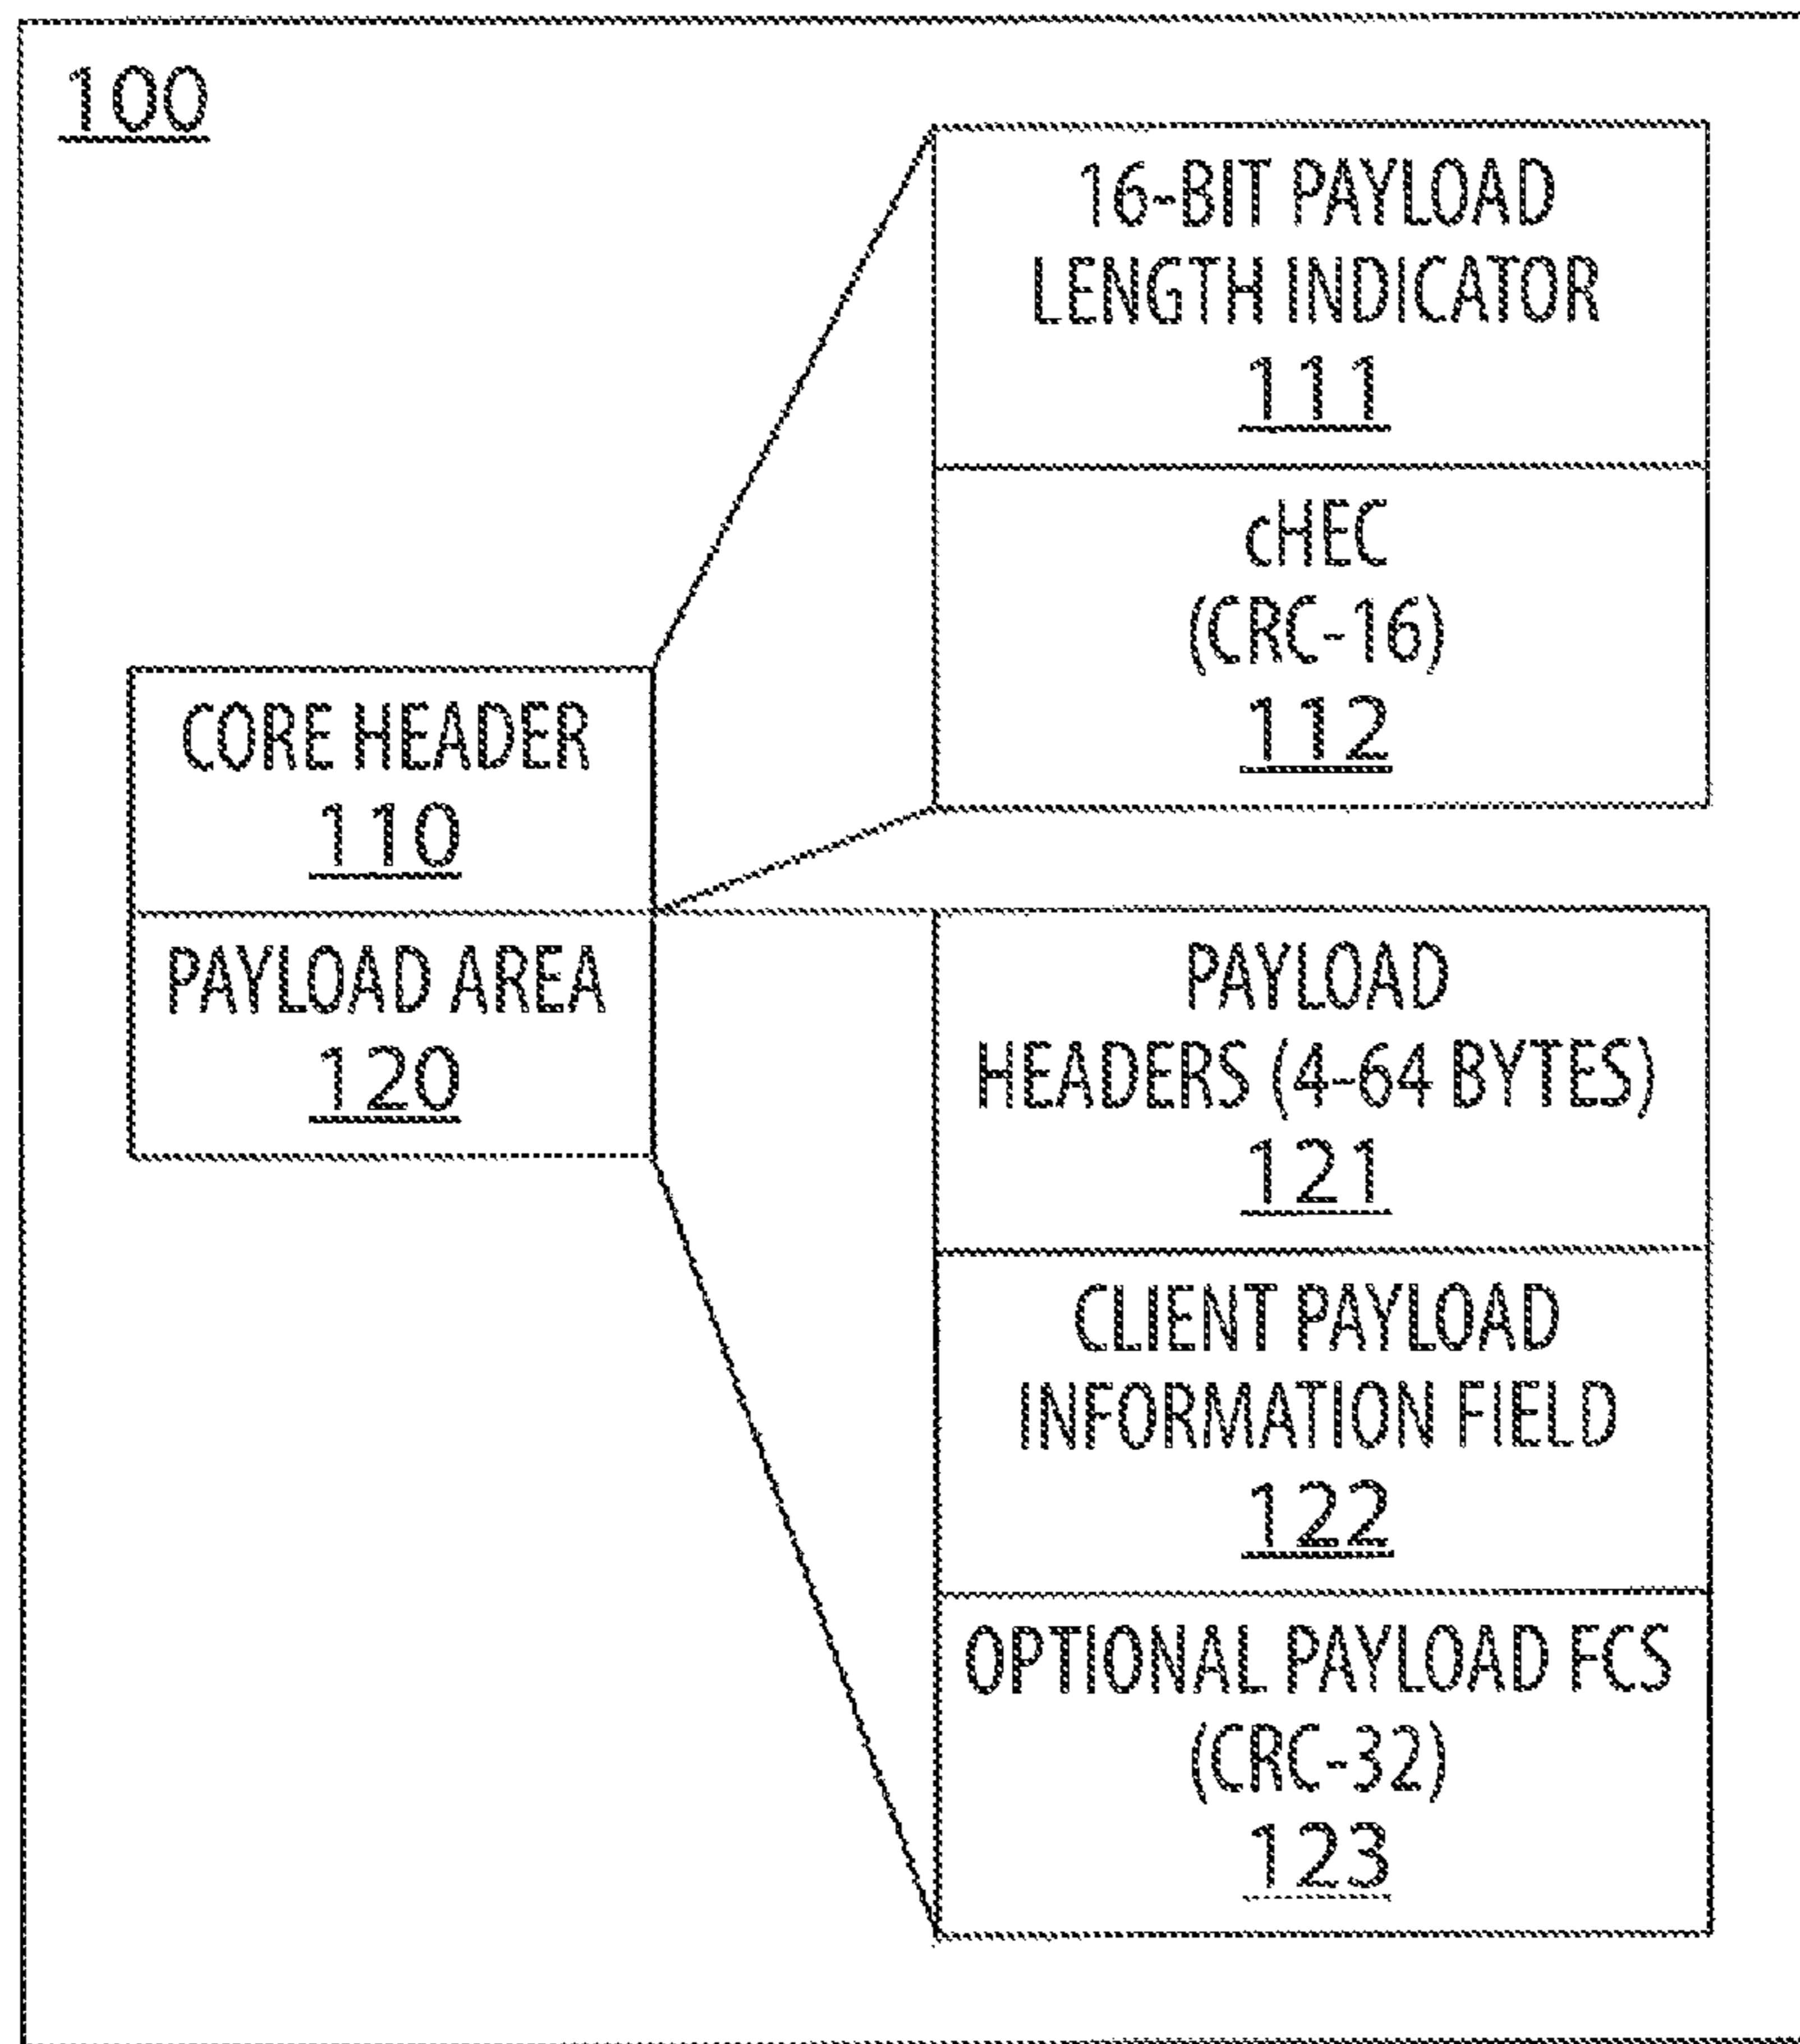 100
16-BIT PAYLOAD
LENGTH INDICATOR
111
cHEC
(CRC-16)
112
CORE HEADER
110
PAYLOAD AREA
120
PAYLOAD
HEADERS (4-64 BYTES)
121
CLIENT PAYLOAD
INFORMATION FIELD
122
OPTIONAL PAYLOAD FCS
(CRC-32)
123